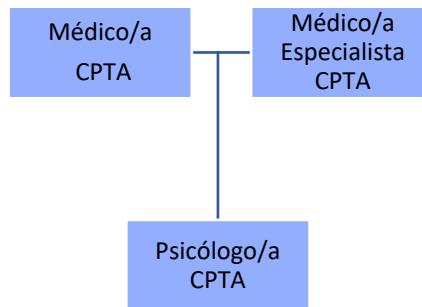 Médico/a
CPTA
Médico/a
Especialista
CPTA
Psicólogo/a
CPTA